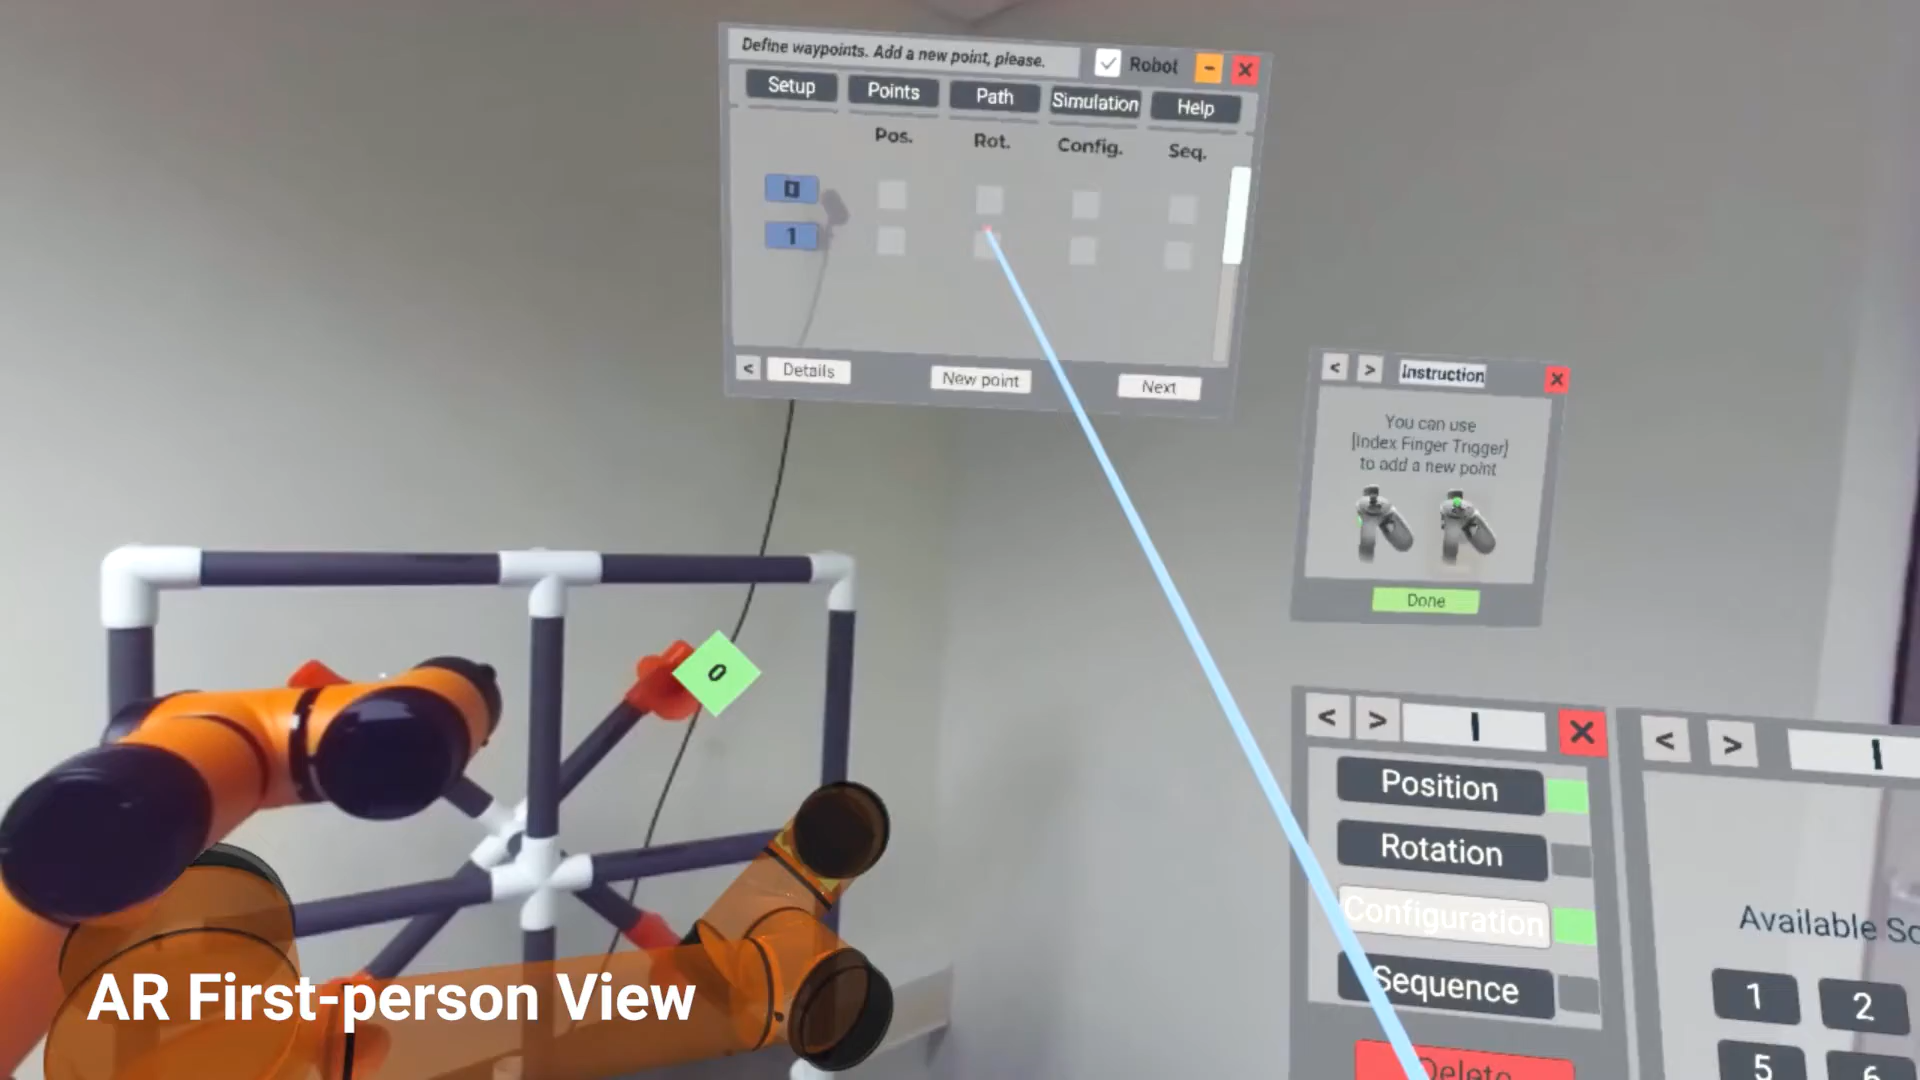 Define waypoints. Add a new point, please.
Robot
-
X
Setup
Points
Path
Simulation
Help
Pos.
Rot.
Config.
Seq.
0
1
<
Details
New point
Next
< >
Instruction
X
You can use
[Index Finger Trigger]
to add a new point
Done
0
< >
1
X
Position
Rotation
Configuration
Sequence
Delete
< >
1
Available Sc
1
2
5
6
AR First-person View